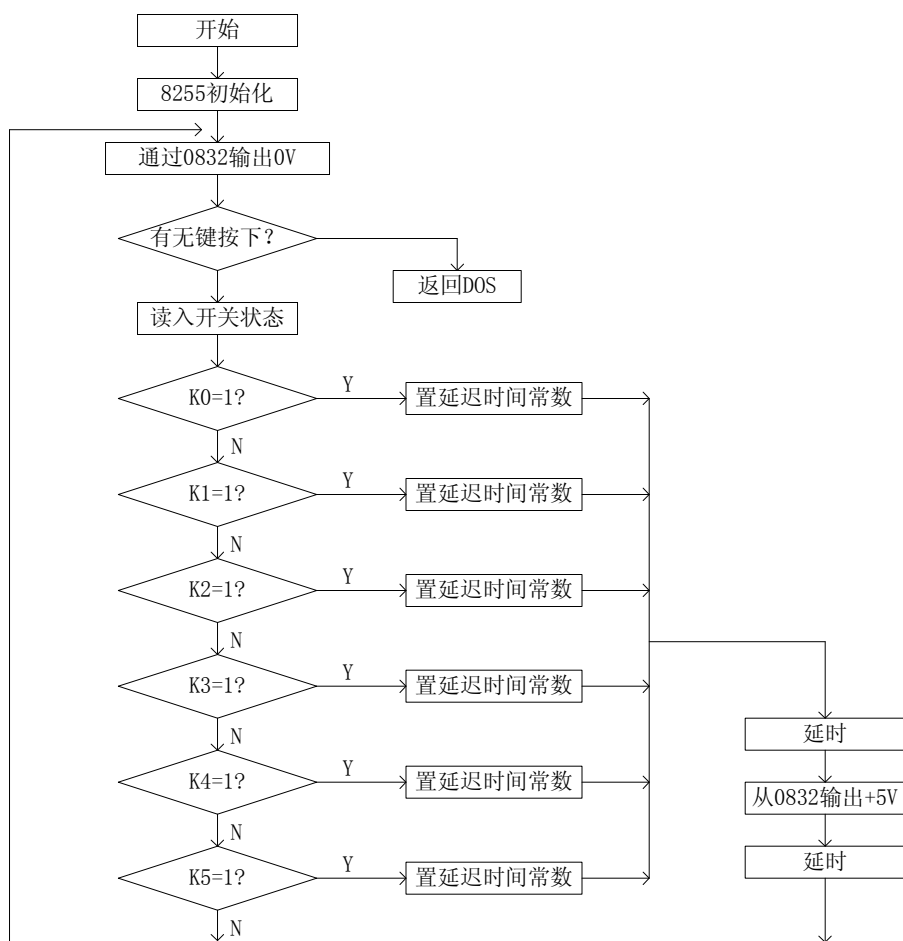 开始
8255初始化
通过0832输出0V
有无键按下?
返回DOS
读入开关状态
K0=1?
Y
置延迟时间常数
N
K1=1?
Y
置延迟时间常数
N
K2=1?
Y
置延迟时间常数
N
K3=1?
Y
置延迟时间常数
N
延时
K4=1?
Y
置延迟时间常数
从0832输出+5V
N
延时
K5=1?
Y
置延迟时间常数
N